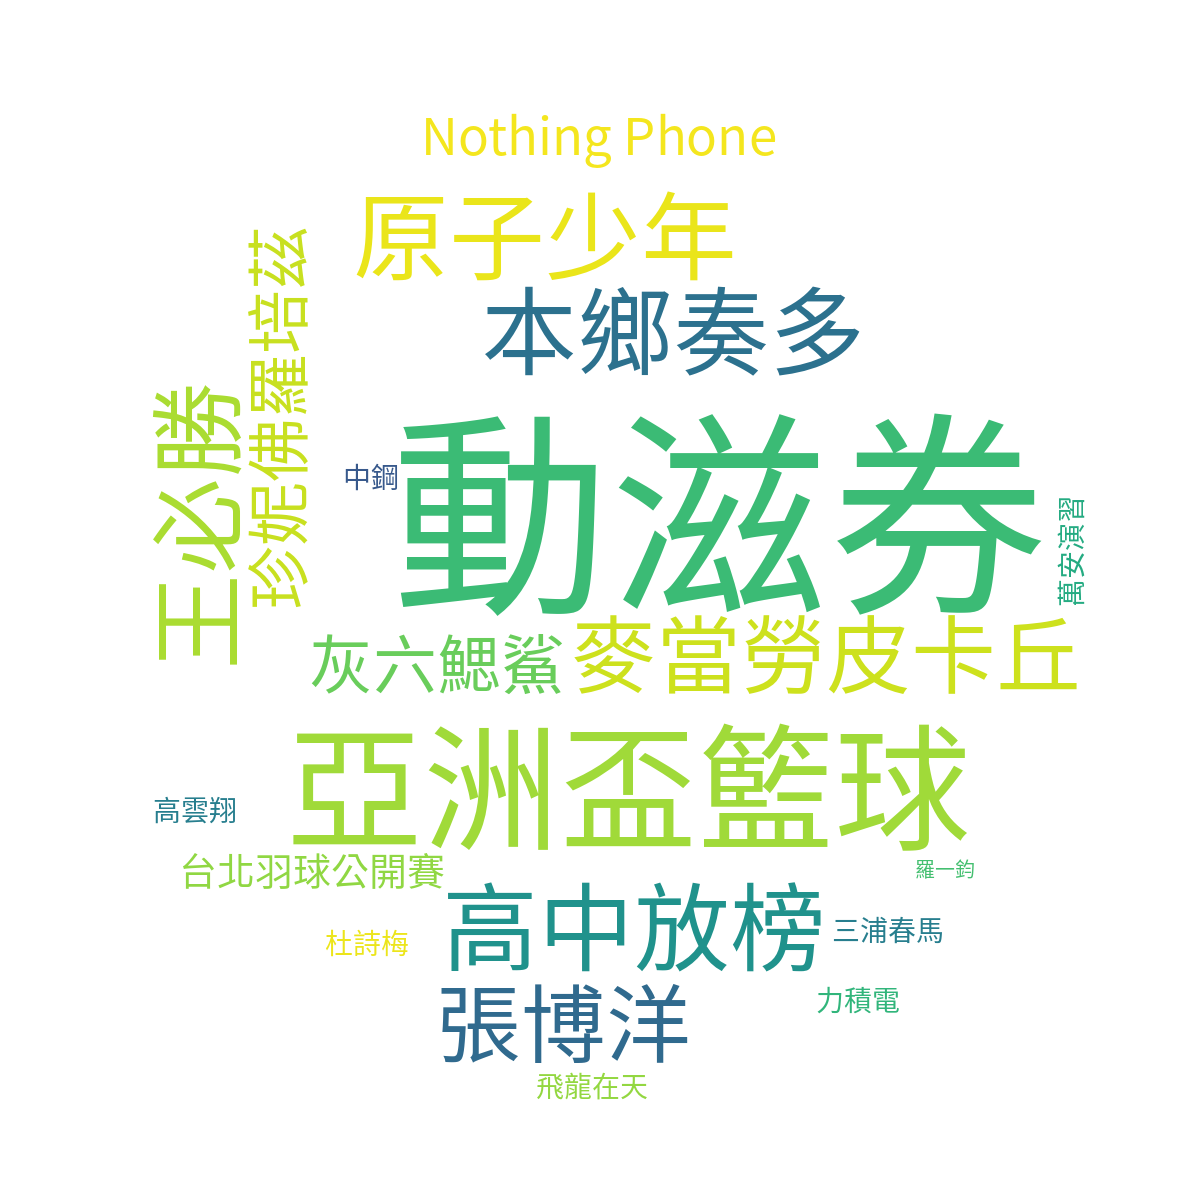 Nothing Phone
原子少年
本鄉奏多
珍妮佛羅培茲
王必勝
動滋券
中鋼
萬安演習
麥當勞皮卡丘
灰六鰓鯊
亞洲盃籃球
高雲翔
台北羽球公開賽
羅一鈞
高中放榜
三浦春馬
杜詩梅
張博洋
力積電
飛龍在天